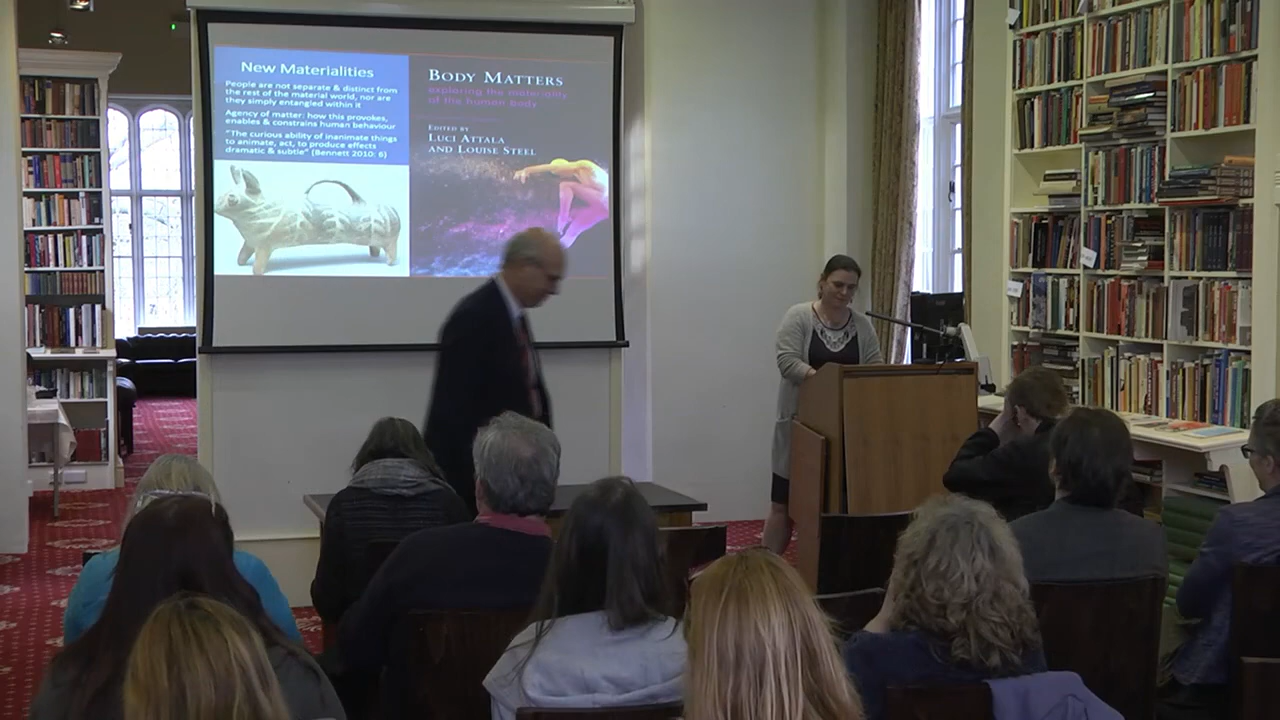 New Materialities
People are not separate & distinct from
the rest of the material world, nor are
they simply entangled within it
Agency of matter: how this provokes,
enables & constrains human behaviour
"The curious ability of inanimate things
to animate, act, to produce effects
dramatic & subtle" (Bennett 2010: 6)
BODY MATTERS
exploring the materiality
of the human body
EDITED BY
LUCI ATTALA
AND LOUISE STEEL